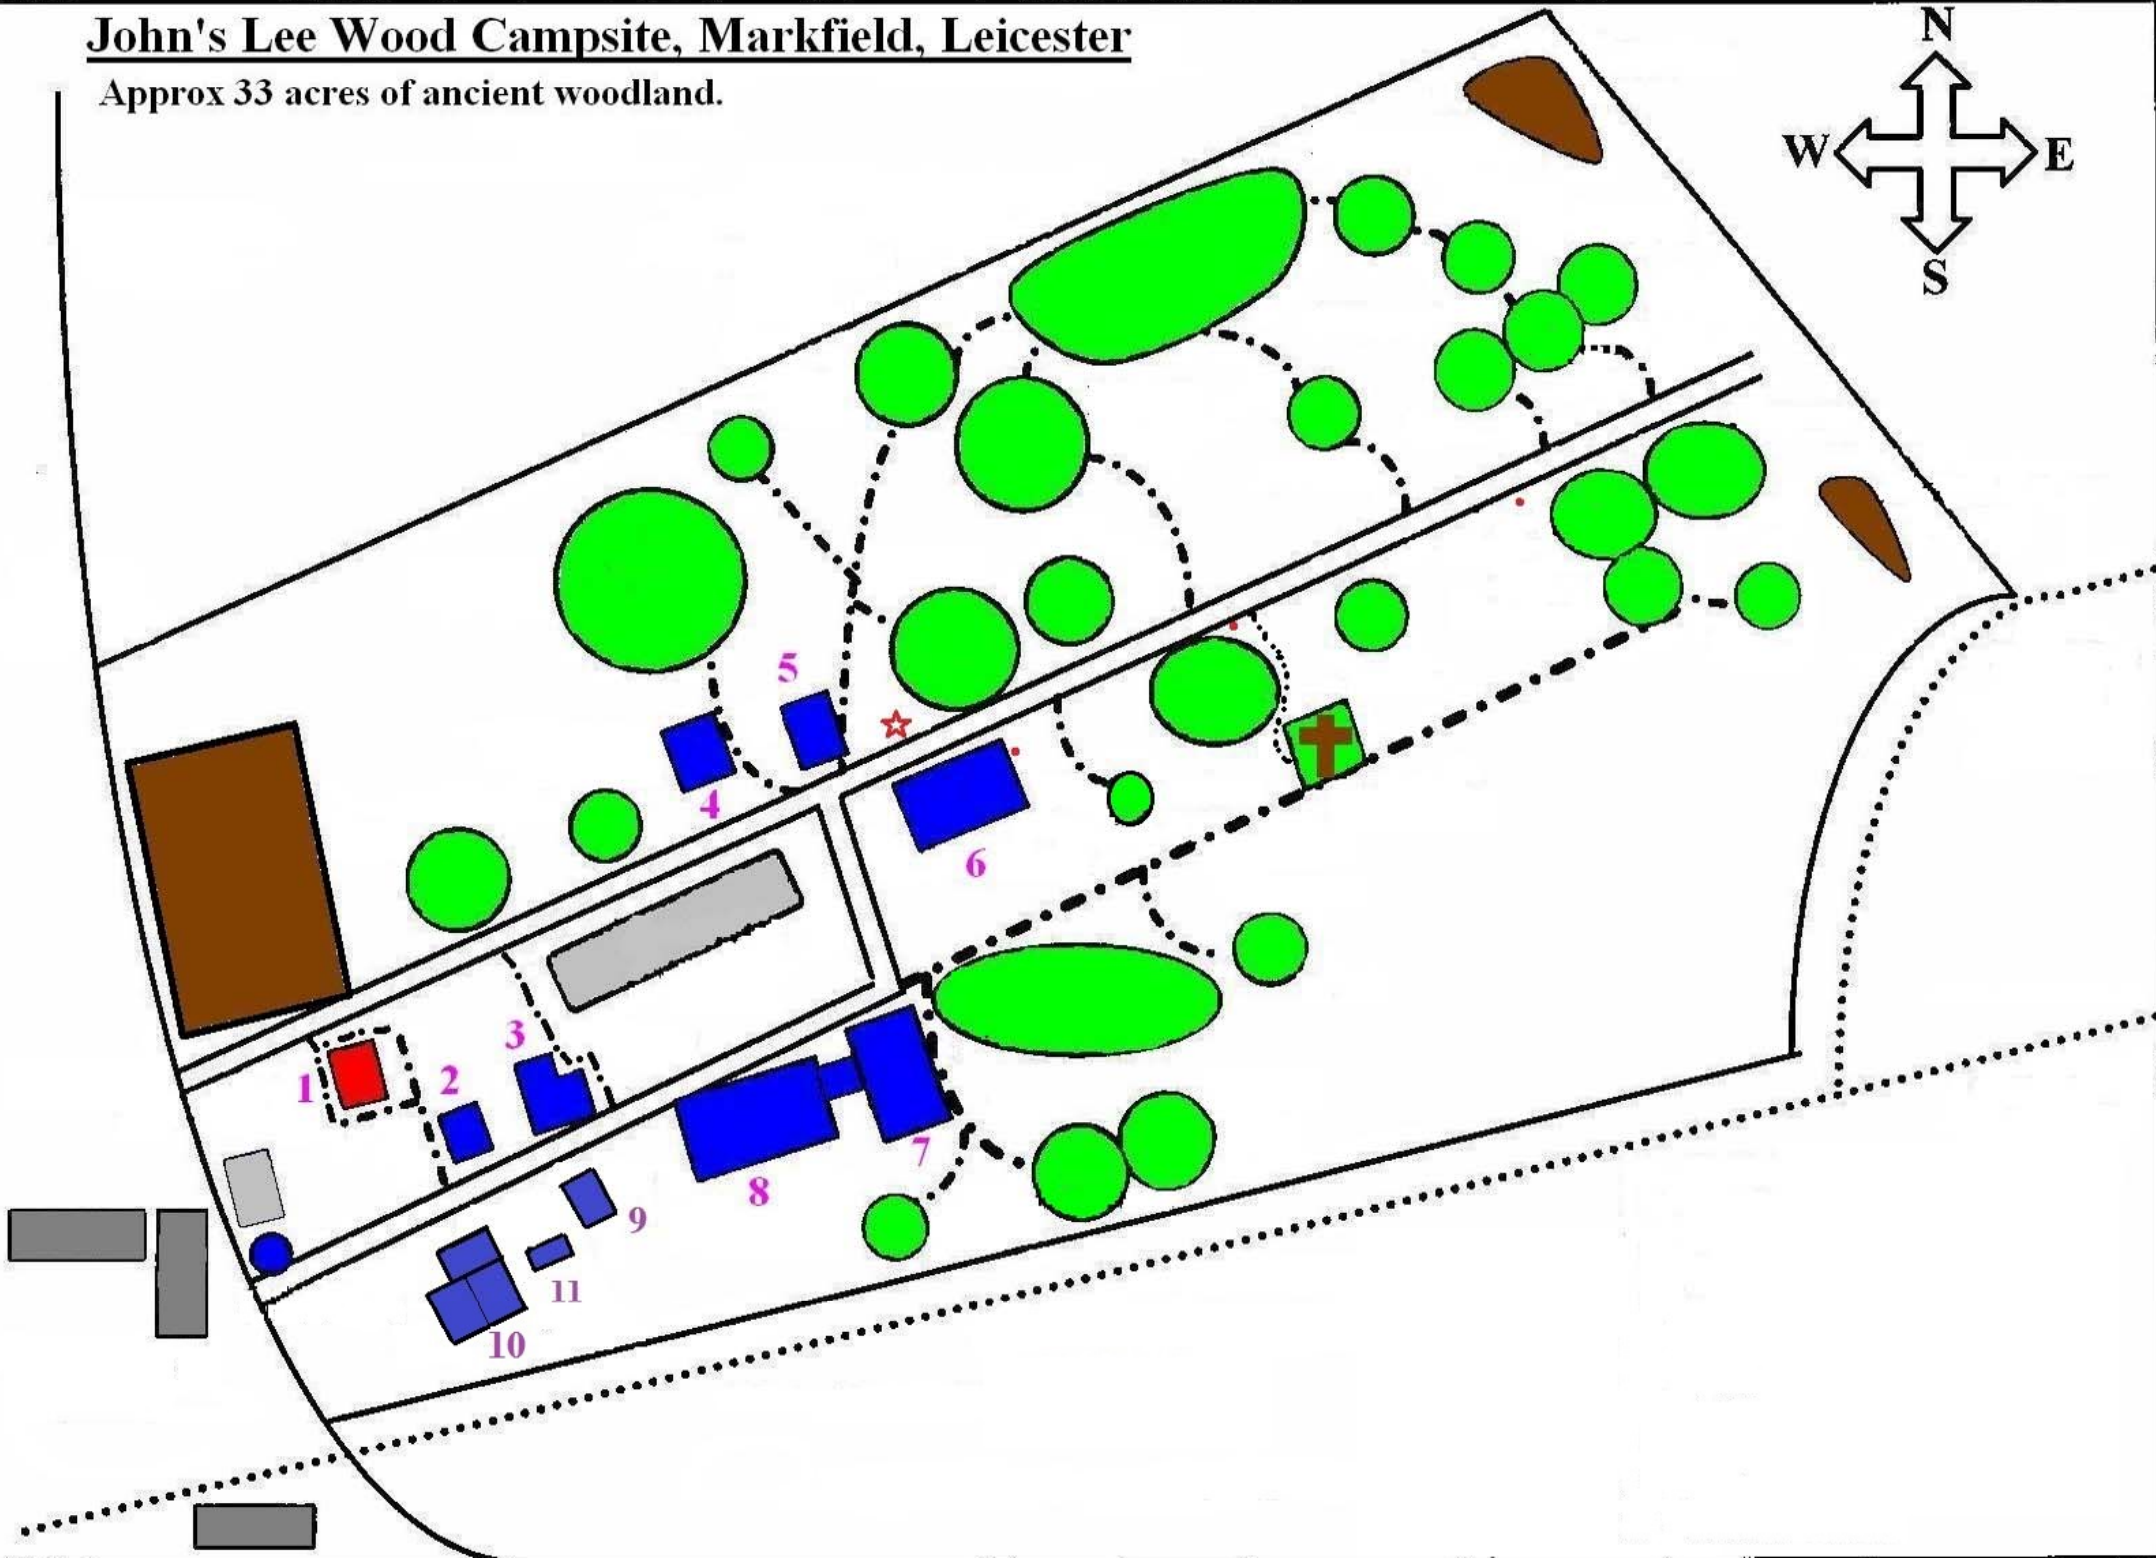 John's Lee Wood Campsite, Markfield, Leicester
Approx 33 acres of ancient woodland.
N
W E
S
5
4
6
3
2
1
7
8
9
11
10